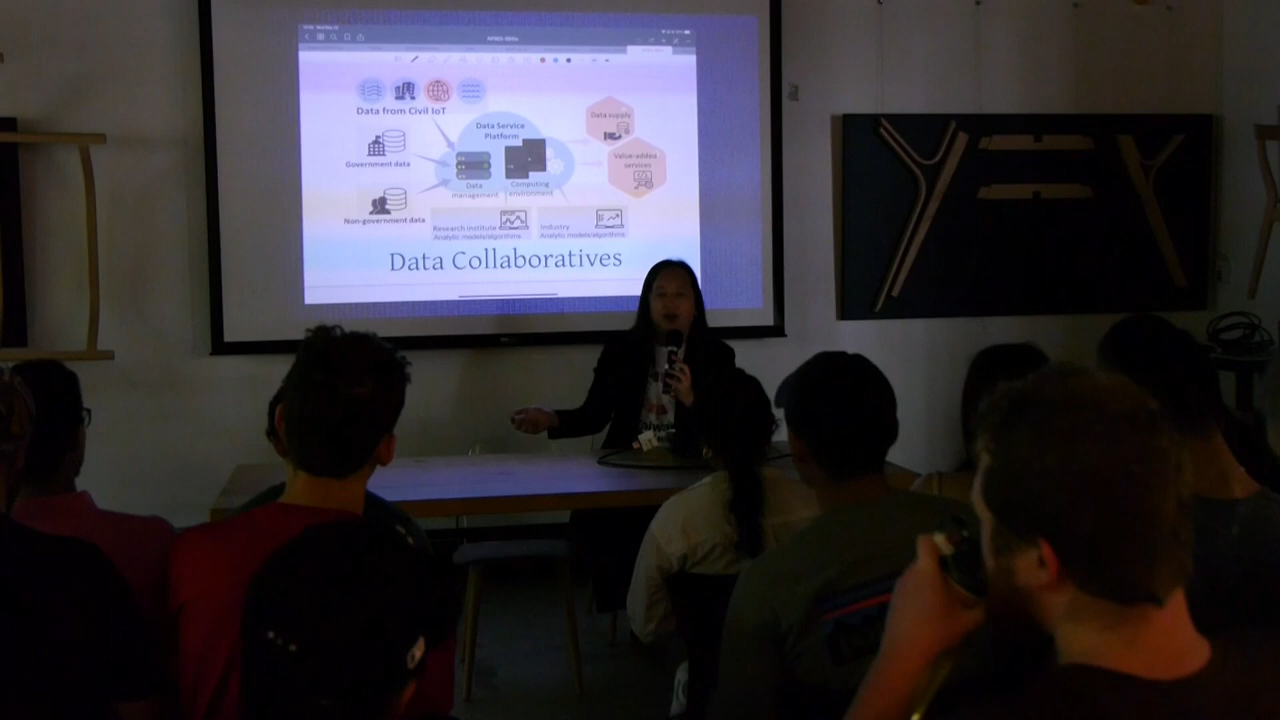 Data from Civil IoT
Data Service
Platform
Data supply
Government data
Value-added
services
Data
management
Computing
environment
Non-government data
Research institute
Analytic models/algorithms
Industry
Analytic models/algorithms
Data Collaboratives